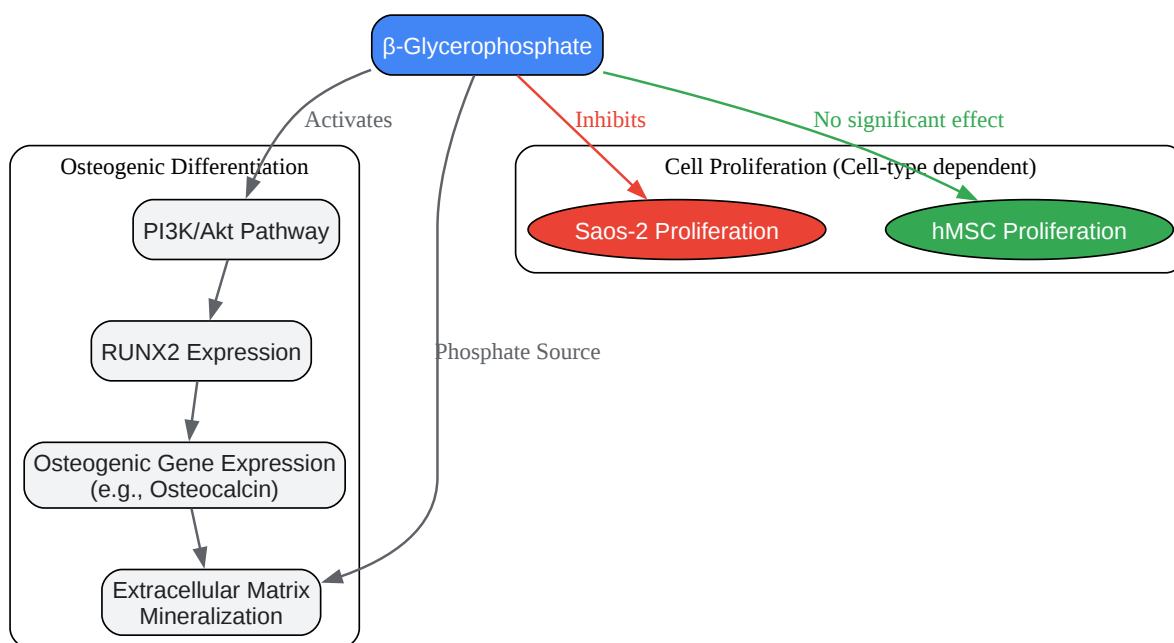 β-Glycerophosphate
Activates
Inhibits
No significant effect
Osteogenic Differentiation
Cell Proliferation (Cell-type dependent)
PI3K/Akt Pathway
Saos-2 Proliferation
hMSC Proliferation
RUNX2 Expression
Phosphate Source
Osteogenic Gene Expression
(e.g., Osteocalcin)
Extracellular Matrix
Mineralization